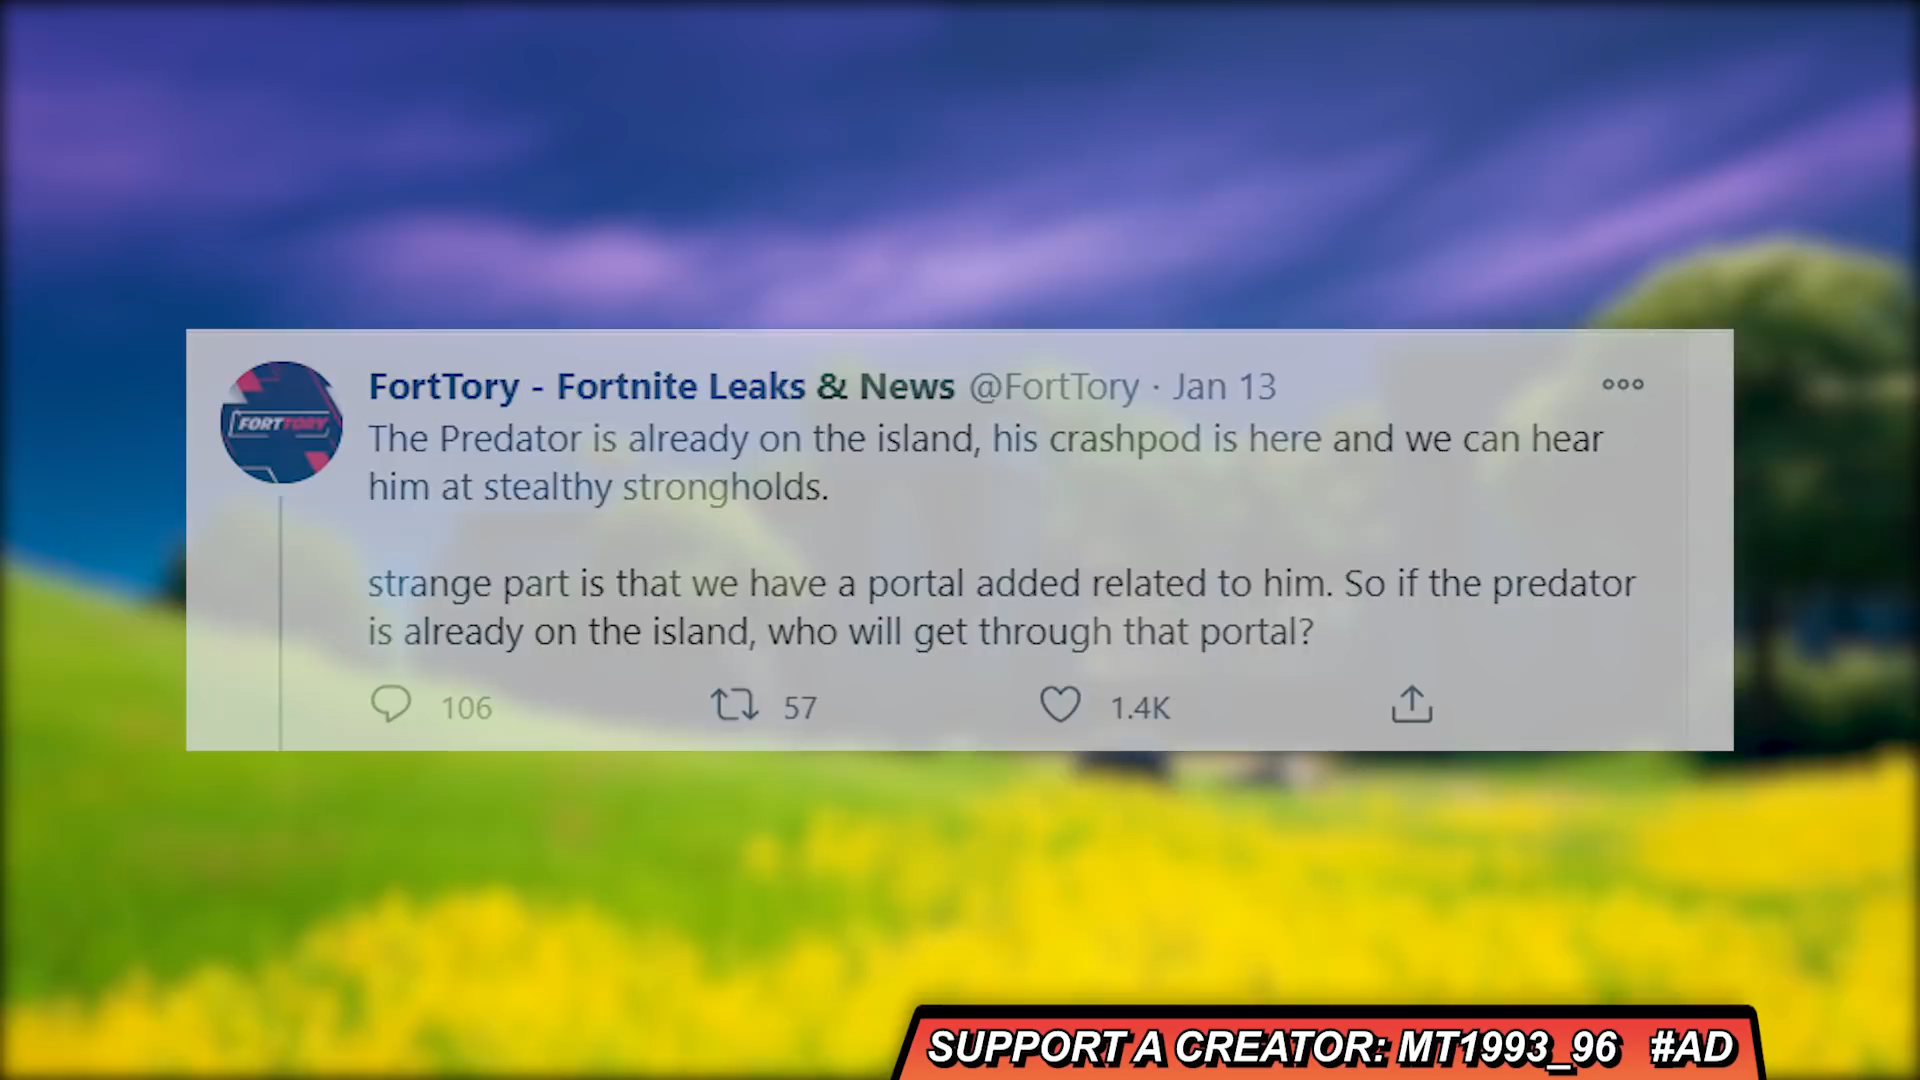 FortTory - Fortnite Leaks & News @FortTory · Jan 13
The Predator is already on the island, his crashpod is here and we can hear
him at stealthy strongholds.
strange part is that we have a portal added related to him. So if the predator
is already on the island, who will get through that portal?
106 57 1.4K
FORTTORY
SUPPORT A CREATOR: MT1993_96 #AD